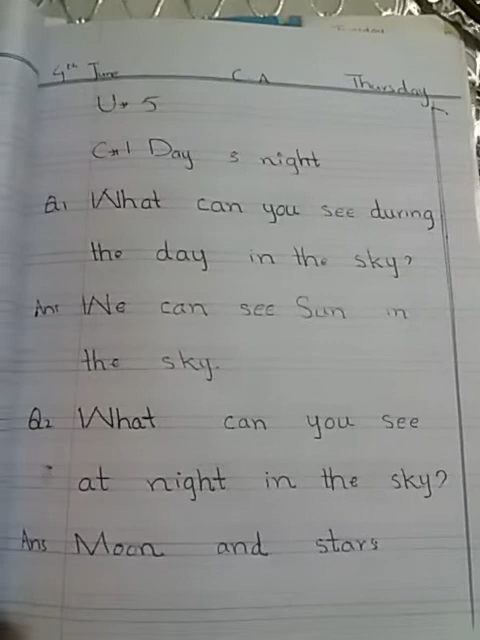 4th June C.A Thursday
U * 5
C * 1 Day s night
Q1 What can you see during
the day in the sky?
Ans We can see Sun in
the sky.
Q2 What can you see
at night in the sky?
Ans Moon and stars